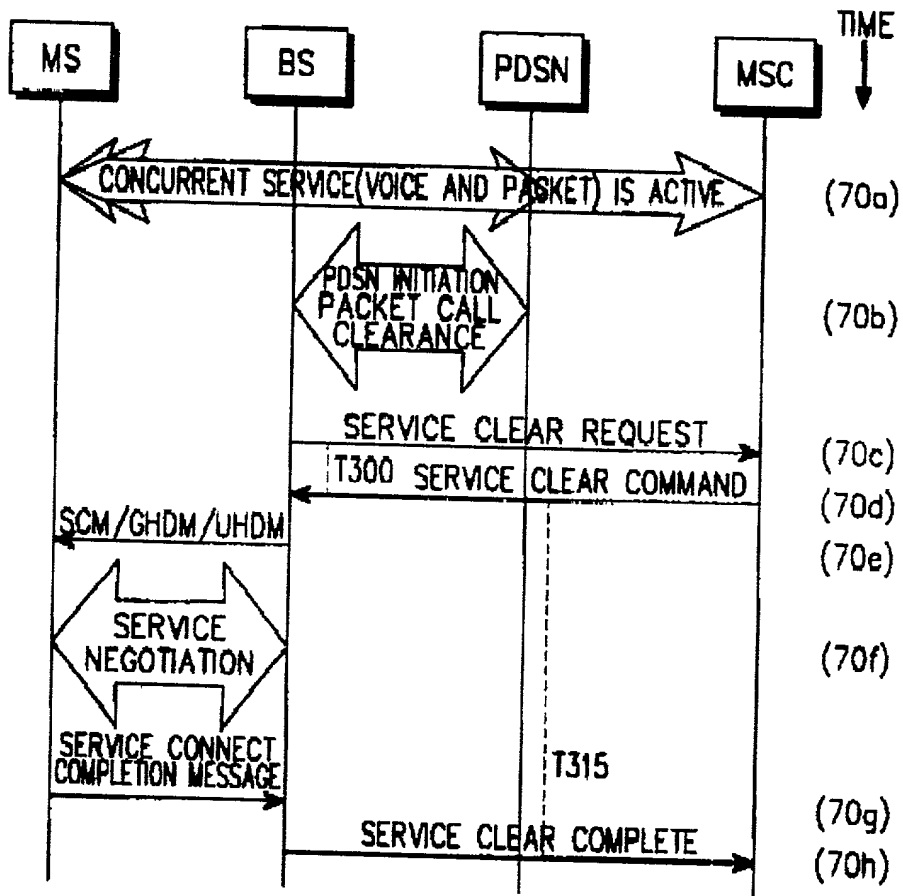 TIME
MS
BS
PDSN
MSC
CONCURRENT SERVICE(VOICE AND PACKET) IS ACTIVE
(70a)
PDSN INITIATION
PACKET CALL
CLEARANCE
(70b)
SERVICE CLEAR REQUEST
(70c)
T300
SERVICE CLEAR COMMAND
(70d)
SCM/GHDM/UHDM
(70e)
SERVICE
NEGOTIATION
(70f)
SERVICE CONNECT
COMPLETION MESSAGE
T315
(70g)
SERVICE CLEAR COMPLETE
(70h)